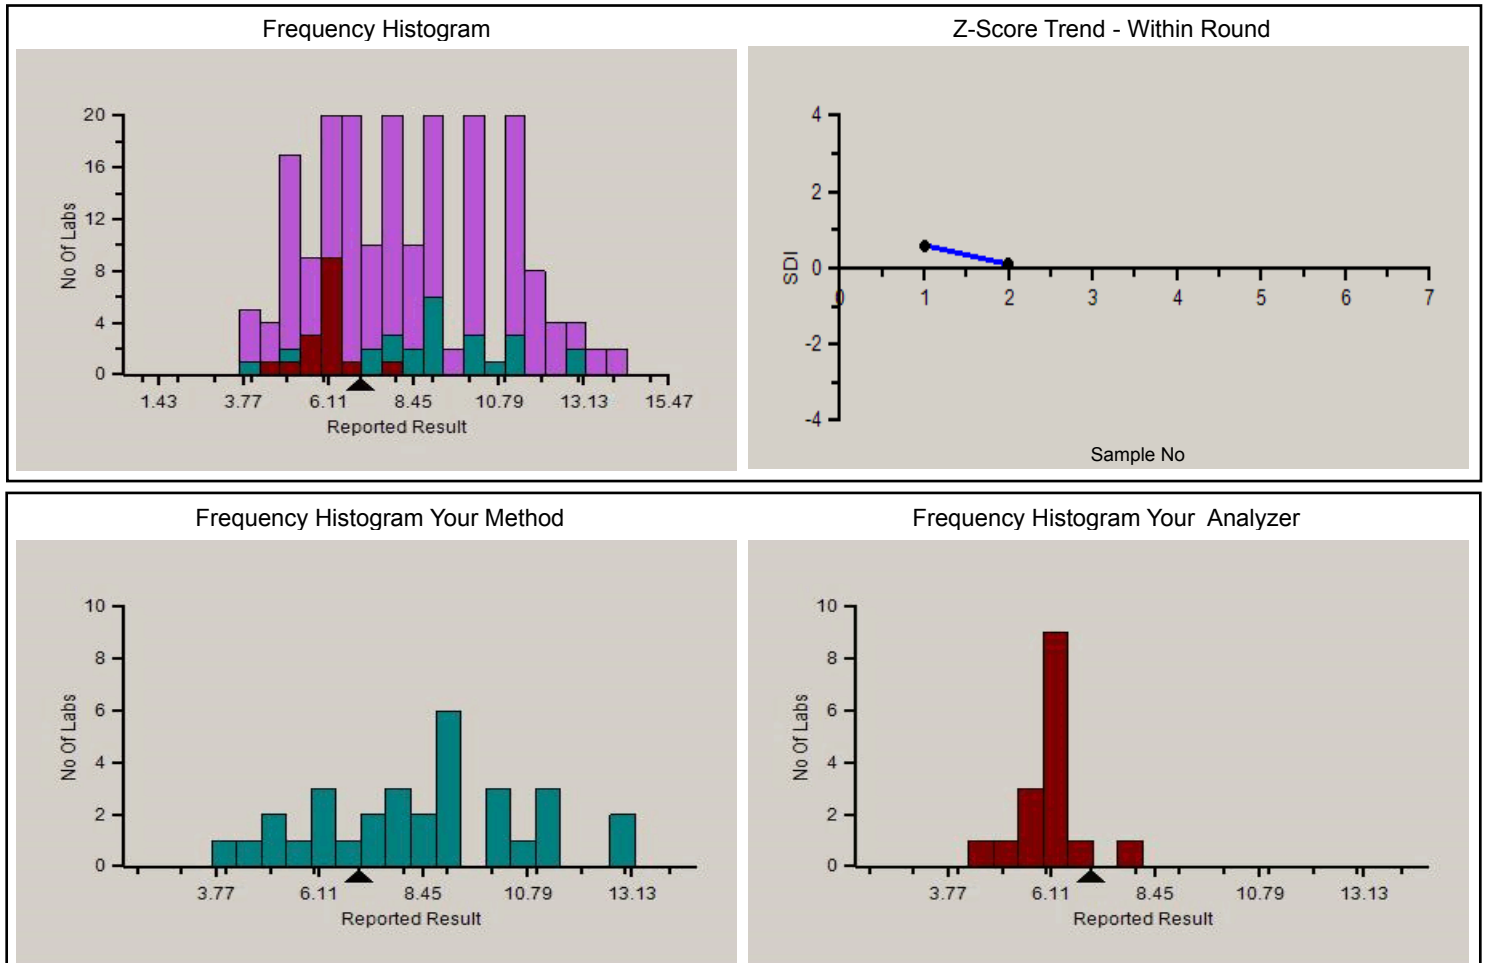 Frequency Histogram
20
16
12
8
4
0
No Of Labs
1.43 3.77 6.11 8.45 10.79 13.13 15.47
Reported Result
Z-Score Trend - Within Round
4
2
0
-2
-4
SDI
0 1 2 3 4 5 6 7
Sample No
Frequency Histogram Your Method
10
8
6
4
2
0
No Of Labs
3.77 6.11 8.45 10.79 13.13
Reported Result
Frequency Histogram Your Analyzer
10
8
6
4
2
0
No Of Labs
3.77 6.11 8.45 10.79 13.13
Reported Result